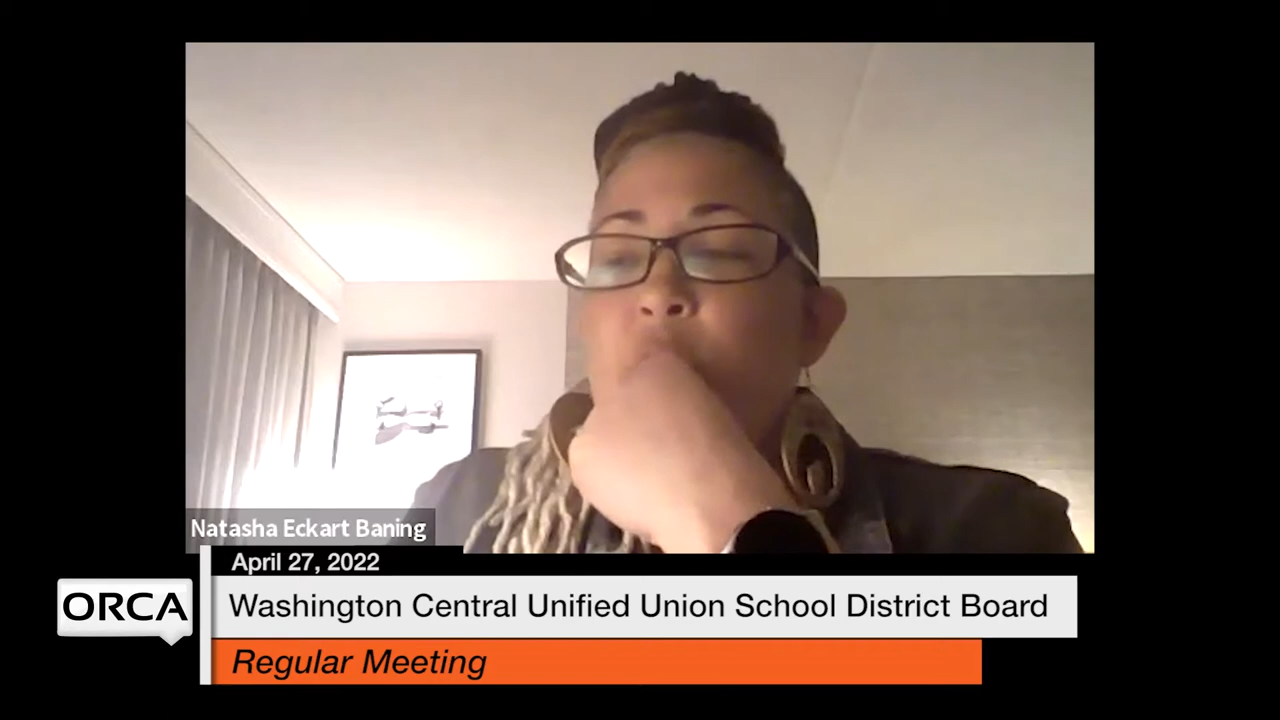 Natasha Eckart Baning
April 27, 2022
ORCA
Washington Central Unified Union School District Board
Regular Meeting